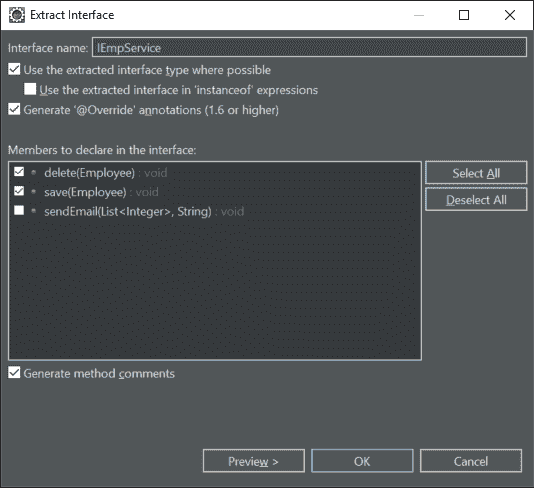 Extract Interface
Interface name: IEmpService
Use the extracted interface type where possible
Use the extracted interface in 'instanceof' expressions
Generate '@Override' annotations (1.6 or higher)
Members to declare in the interface:
delete(Employee) : void
Select All
save(Employee) : void
Deselect All
sendEmail(List<Integer>, String) : void
Generate method comments
Preview >
OK
Cancel